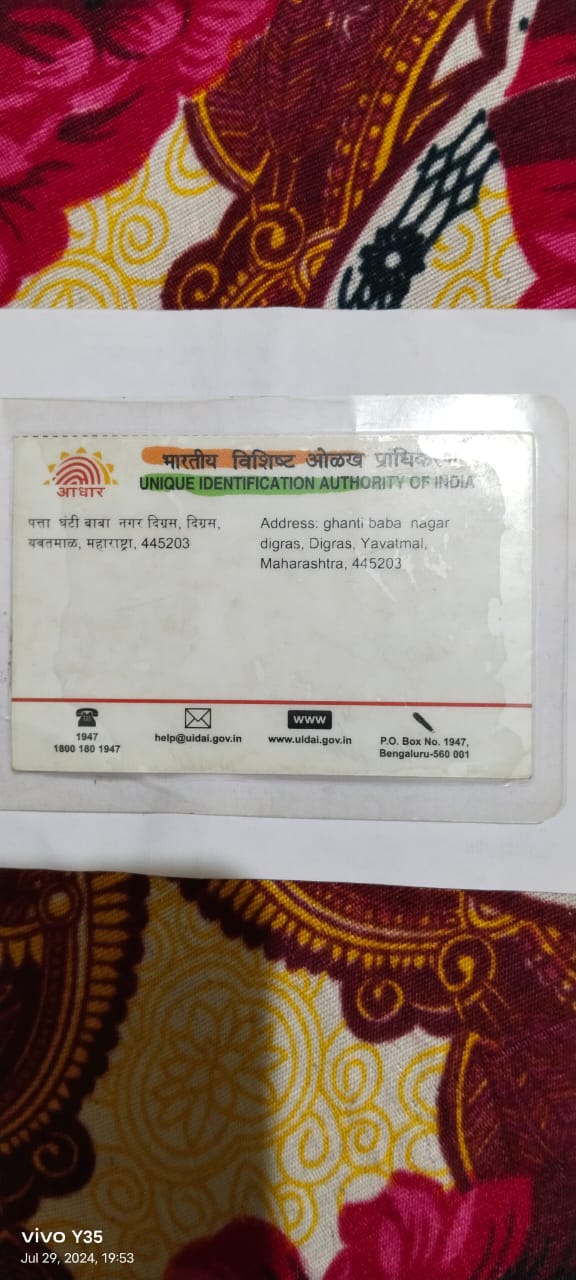 भारतीय विशिष्ट ओळख प्राधिकरण
UNIQUE IDENTIFICATION AUTHORITY OF INDIA
आधार
पत्ता घंटी बाबा नगर दिग्रस, दिग्रस,
यवतमाळ, महाराष्ट्रा, 445203
Address: ghanti baba nagar
digras, Digras, Yavatmal,
Maharashtra, 445203
1947
1800 180 1947
help@uidai.gov.in
www
www.uidai.gov.in
P.O. Box No. 1947,
Bengaluru-560 001
vivo Y35
Jul 29, 2024, 19:53